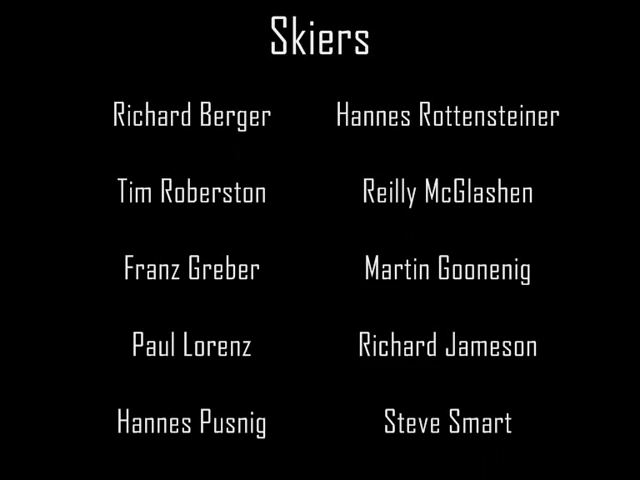 Skiers
Richard Berger
Hannes Rottensteiner
Tim Roberston
Reilly McGlashen
Franz Greber
Martin Goonenig
Paul Lorenz
Richard Jameson
Hannes Pusnig
Steve Smart